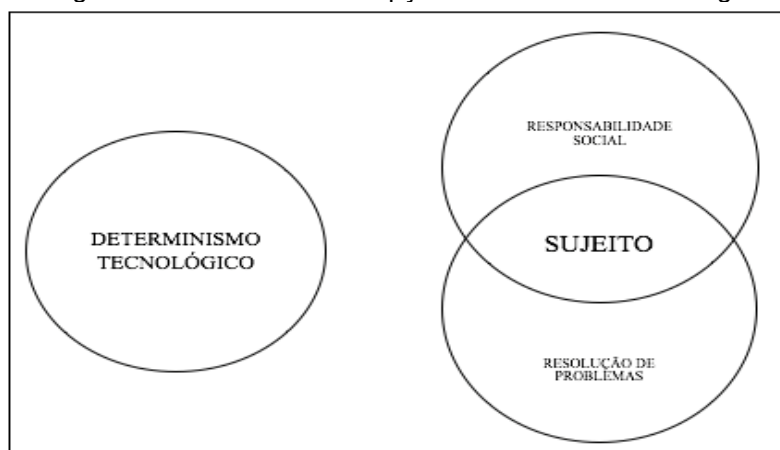 DETERMINISMO
TECNOLÓGICO
RESPONSABILIDADE
SOCIAL
SUJEITO
RESOLUÇÃO DE
PROBLEMAS